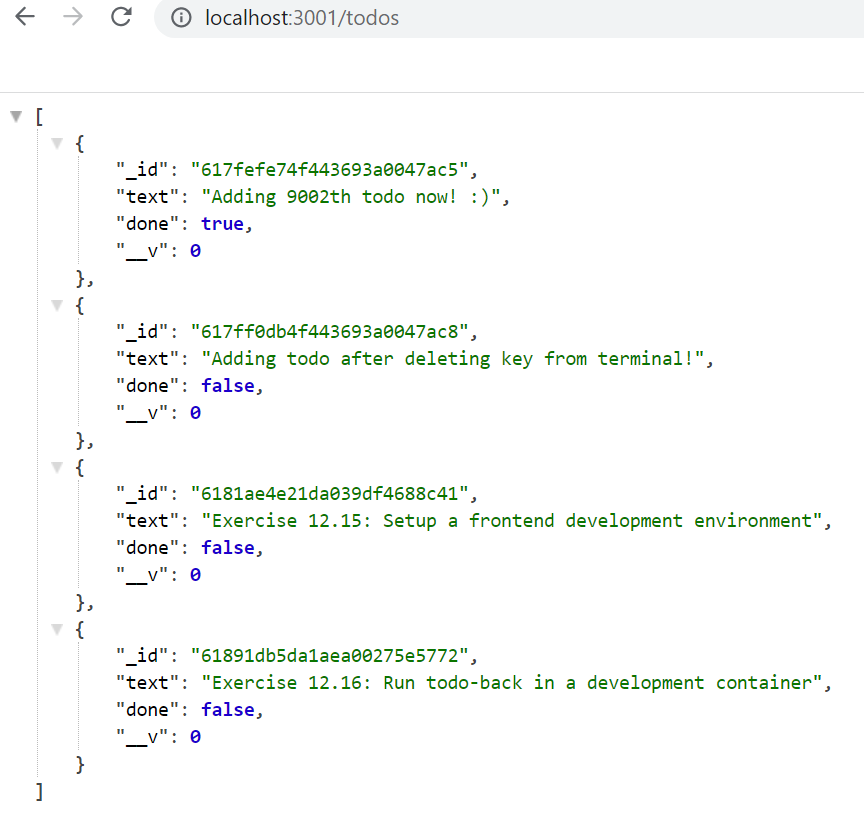 localhost:3001/todos
[
{
"_id": "617fefe74f443693a0047ac5",
"text": "Adding 9002th todo now! :)",
"done": true,
"__v": 0
},
{
"_id": "617ff0db4f443693a0047ac8",
"text": "Adding todo after deleting key from terminal!",
"done": false,
"__v": 0
},
{
"_id": "6181ae4e21da039df4688c41",
"text": "Exercise 12.15: Setup a frontend development environment",
"done": false,
"__v": 0
},
{
"_id": "61891db5da1aea00275e5772",
"text": "Exercise 12.16: Run todo-back in a development container",
"done": false,
"__v": 0
}
]